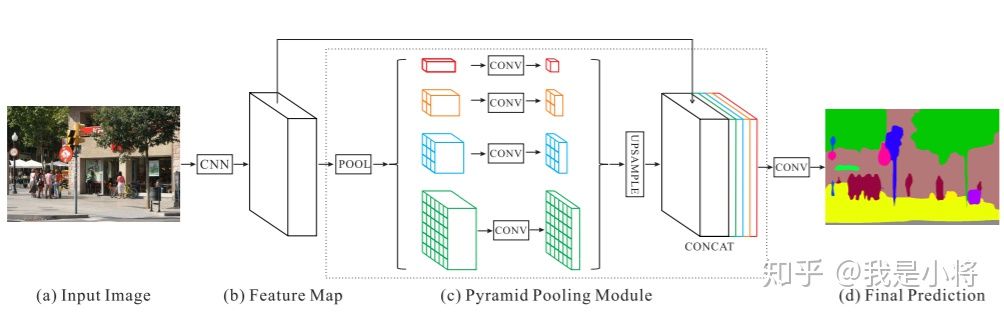 CNN
POOL
CONV
CONV
CONV
CONV
UPSAMPLE
CONCAT
CONV
知乎 @我是小将
(a) Input Image
(b) Feature Map
(c) Pyramid Pooling Module
(d) Final Prediction